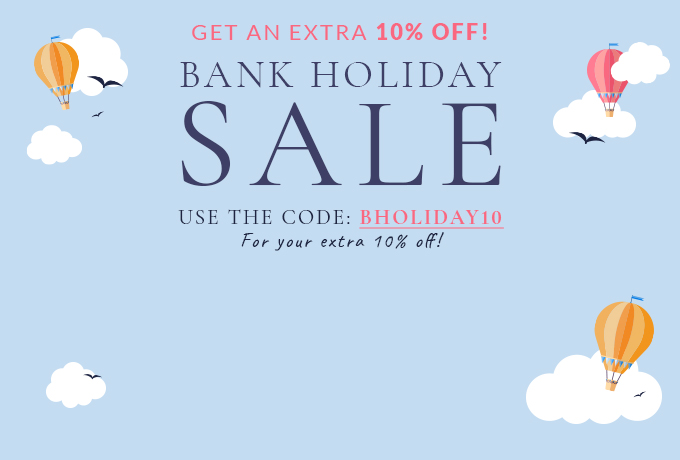 GET AN EXTRA 10% OFF!
BANK HOLIDAY
SALE
USE THE CODE: BHOLIDAY10
For your extra 10% off!